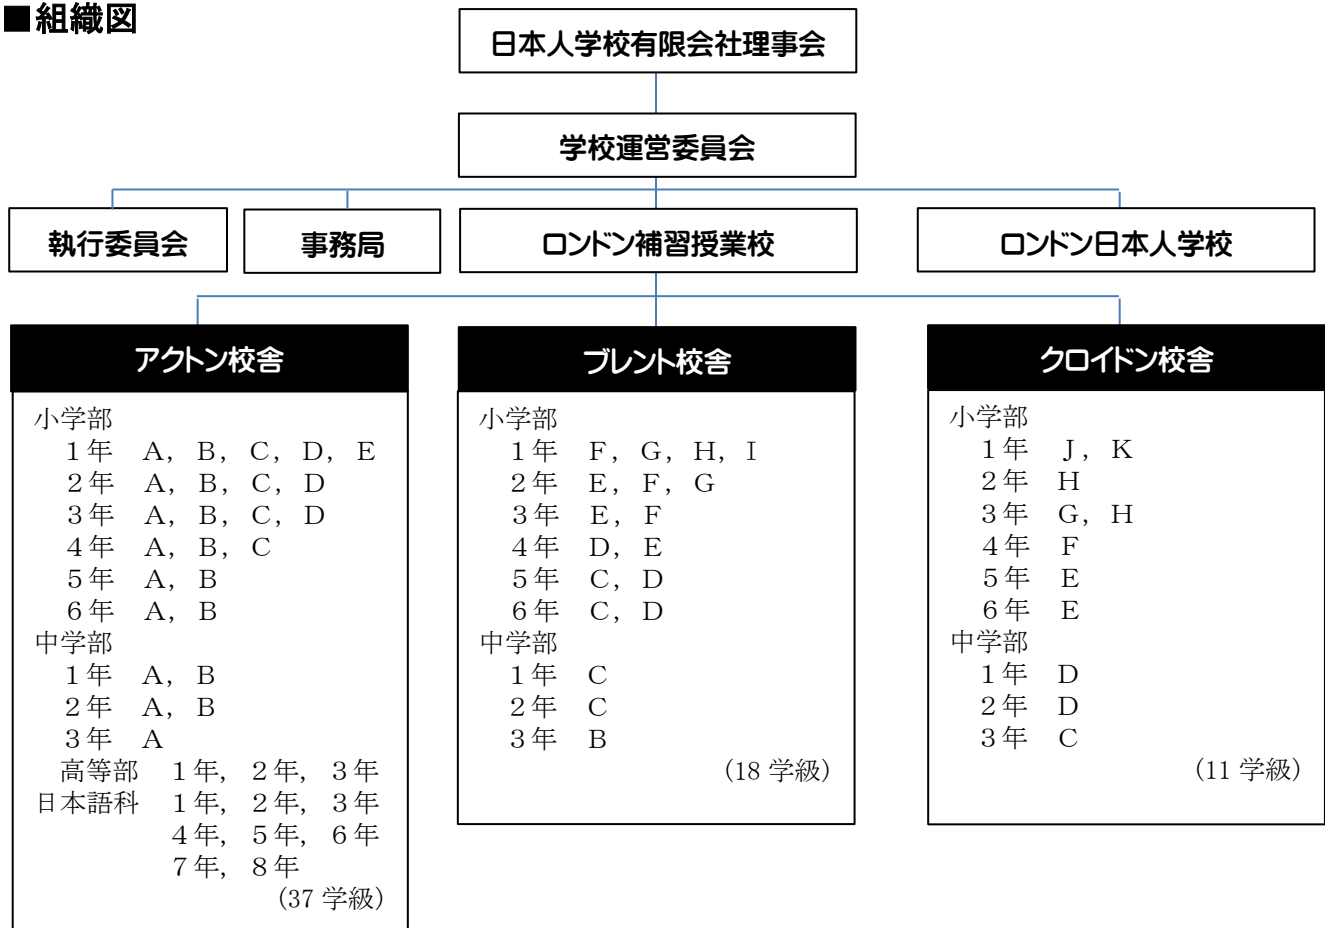 ■組織図
日本人学校有限会社理事会
学校運営委員会
執行委員会
事務局
ロンドン補習授業校
ロンドン日本人学校
アクトン校舎
小学部
１年　Ａ，Ｂ，Ｃ，Ｄ，Ｅ
２年　Ａ，Ｂ，Ｃ，Ｄ
３年　Ａ，Ｂ，Ｃ，Ｄ
４年　Ａ，Ｂ，Ｃ
５年　Ａ，Ｂ
６年　Ａ，Ｂ
中学部
１年　Ａ，Ｂ
２年　Ａ，Ｂ
３年　Ａ
高等部　１年，２年，３年
日本語科　１年，２年，３年
４年，５年，６年
７年，８年
（37 学級）
ブレント校舎
小学部
１年　Ｆ，Ｇ，Ｈ，Ｉ
２年　Ｅ，Ｆ，Ｇ
３年　Ｅ，Ｆ
４年　Ｄ，Ｅ
５年　Ｃ，Ｄ
６年　Ｃ，Ｄ
中学部
１年　Ｃ
２年　Ｃ
３年　Ｂ
（18 学級）
クロイドン校舎
小学部
１年　Ｊ，Ｋ
２年　Ｈ
３年　Ｇ，Ｈ
４年　Ｆ
５年　Ｅ
６年　Ｅ
中学部
１年　Ｄ
２年　Ｄ
３年　Ｃ
（11 学級）